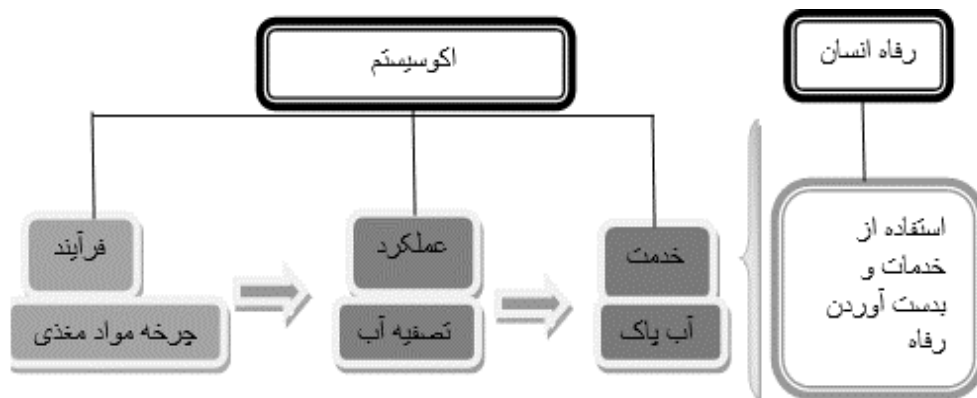 اکوسیستم
رفاه انسان
فرآیند
عملکرد
خدمت
چرخه مواد مغذی
تصفیه آب
آب پاک
استفاده از
خدمات و
بدست آوردن
رفاه